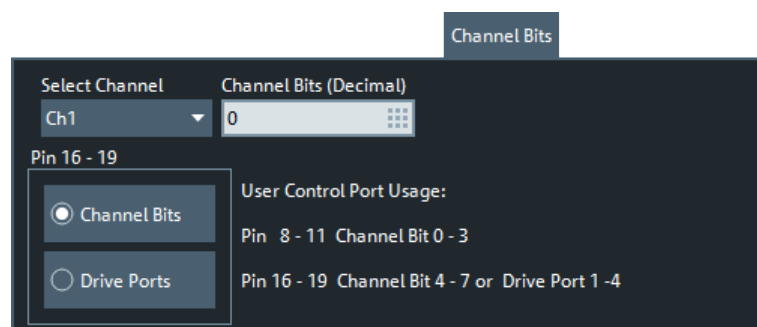 Channel Bits
Select Channel Channel Bits (Decimal)
Ch1 0
Pin 16 - 19
Channel Bits
Drive Ports
User Control Port Usage:
Pin 8 - 11 Channel Bit 0 - 3
Pin 16 - 19 Channel Bit 4 - 7 or Drive Port 1 -4